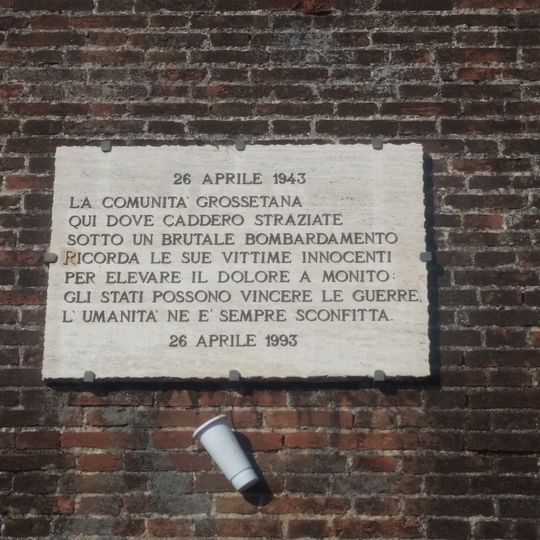 26 APRILE 1943
LA COMUNITA' GROSSETANA
QUI DOVE CADDERO STRAZIATE
SOTTO UN BRUTALE BOMBARDAMENTO
RICORDA LE SUE VITTIME INNOCENTI
PER ELEVARE IL DOLORE A MONITO:
GLI STATI POSSONO VINCERE LE GUERRE,
L' UMANITA' NE E' SEMPRE SCONFITTA.
26 APRILE 1993